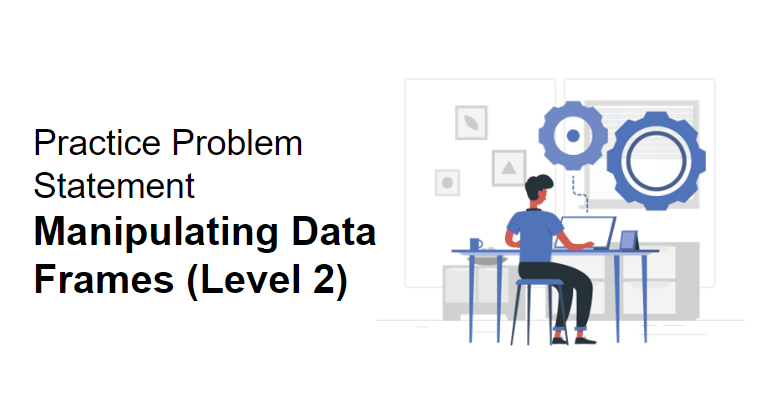 Practice Problem
Statement
Manipulating Data
Frames (Level 2)